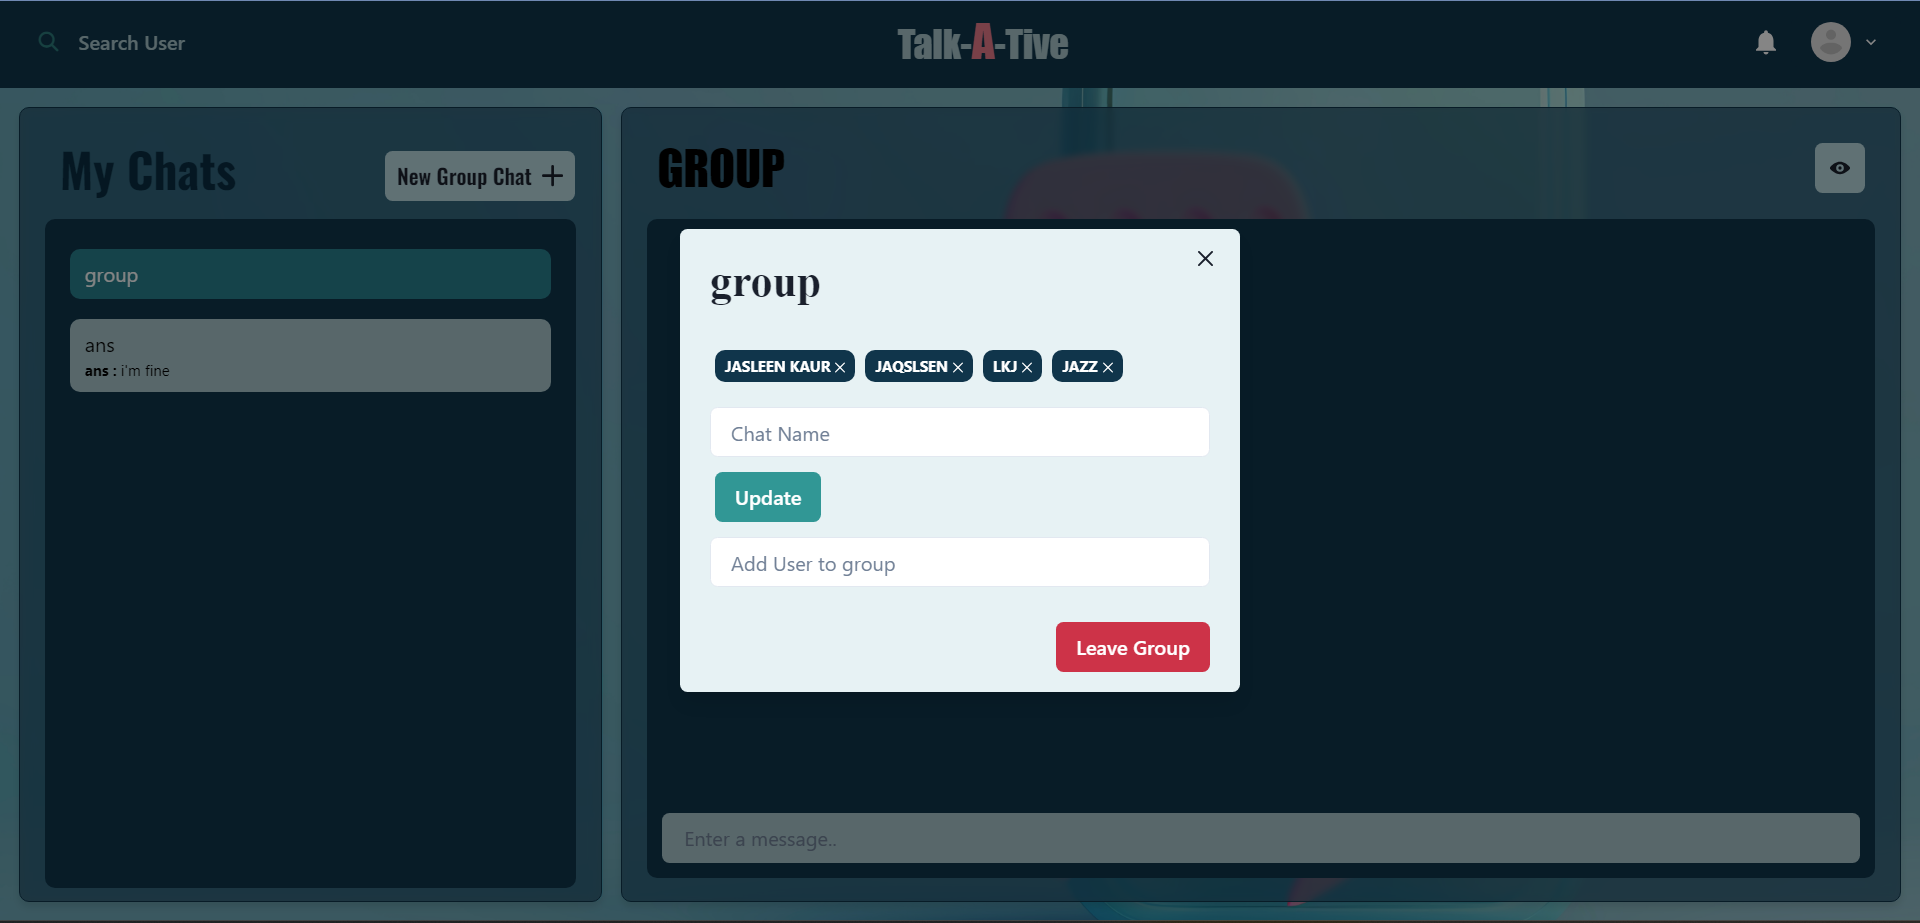 Search User
Talk-A-Tive
My Chats
New Group Chat
group
ans
ans : i'm fine
GROUP
group
JASLEEN KAUR
JAQSLSEN
LKJ
JAZZ
Chat Name
Update
Add User to group
Leave Group
Enter a message..